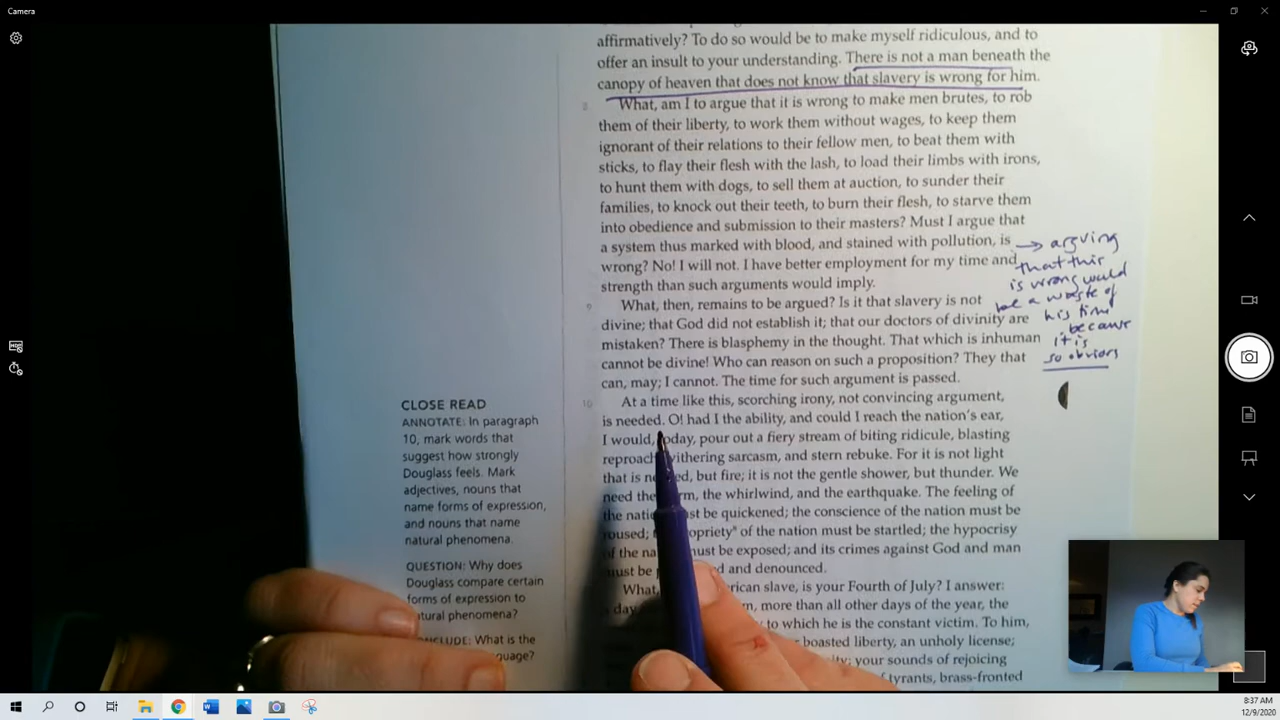 Camera
affirmatively? To do so would be to make myself ridiculous, and to
offer an insult to your understanding. There is not a man beneath the
canopy of heaven that does not know that slavery is wrong for him.
8 What, am I to argue that it is wrong to make men brutes, to rob
them of their liberty, to work them without wages, to keep them
ignorant of their relations to their fellow men, to beat them with
sticks, to flay their flesh with the lash, to load their limbs with irons,
to hunt them with dogs, to sell them at auction, to sunder their
families, to knock out their teeth, to burn their flesh, to starve them
into obedience and submission to their masters? Must I argue that
a system thus marked with blood, and stained with pollution, is
wrong? No! I will not. I have better employment for my time and
strength than such arguments would imply.
→ arguing
that this
is wrong would
be a waste of
his time
because
it is
so obvious
9 What, then, remains to be argued? Is it that slavery is not
divine; that God did not establish it; that our doctors of divinity are
mistaken? There is blasphemy in the thought. That which is inhuman
cannot be divine! Who can reason on such a proposition? They that
can, may; I cannot. The time for such argument is passed.
10 At a time like this, scorching irony, not convincing argument,
is needed. O! had I the ability, and could I reach the nation's ear,
I would, today, pour out a fiery stream of biting ridicule, blasting
reproach withering sarcasm, and stern rebuke. For it is not light
that is needed, but fire; it is not the gentle shower, but thunder. We
need the storm, the whirlwind, and the earthquake. The feeling of
the nation must be quickened; the conscience of the nation must be
roused; propriety of the nation must be startled; the hypocrisy
of the nation must be exposed; and its crimes against God and man
must be and denounced.
What, American slave, is your Fourth of July? I answer:
a day more than all other days of the year, the
to which he is the constant victim. To him,
boasted liberty, an unholy license;
your sounds of rejoicing
of tyrants, brass-fronted
CLOSE READ
ANNOTATE: In paragraph
10, mark words that
suggest how strongly
Douglass feels. Mark
adjectives, nouns that
name forms of expression,
and nouns that name
natural phenomena.
QUESTION: Why does
Douglass compare certain
forms of expression to
natural phenomena?
CONCLUDE: What is the
language?
8:37 AM
12/9/2020